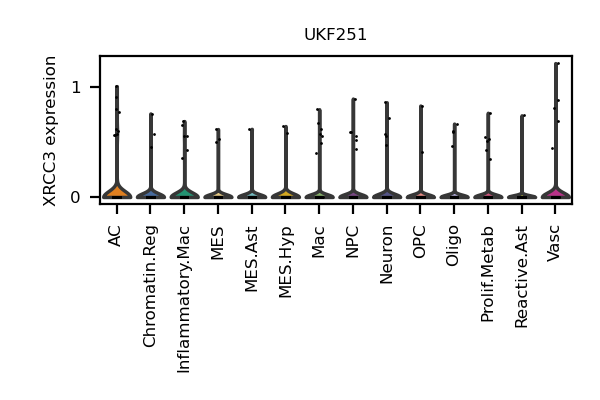 UKF251
XRCC3 expression
1
0
AC
Chromatin.Reg
Inflammatory.Mac
MES
MES.Ast
MES.Hyp
Mac
NPC
Neuron
OPC
Oligo
Prolif.Metab
Reactive.Ast
Vasc